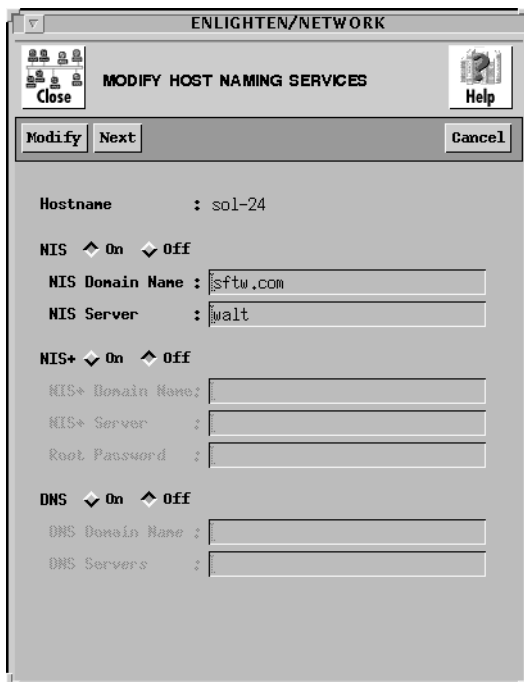 ENLIGHTEN/NETWORK
Close
MODIFY HOST NAMING SERVICES
Help
Modify Next Cancel
Hostname : sol-24
NIS On Off
NIS Domain Name : sftw.com
NIS Server : walt
NIS+ On Off
NIS+ Domain Name:
NIS+ Server :
Root Password :
DNS On Off
DNS Domain Name :
DNS Servers :